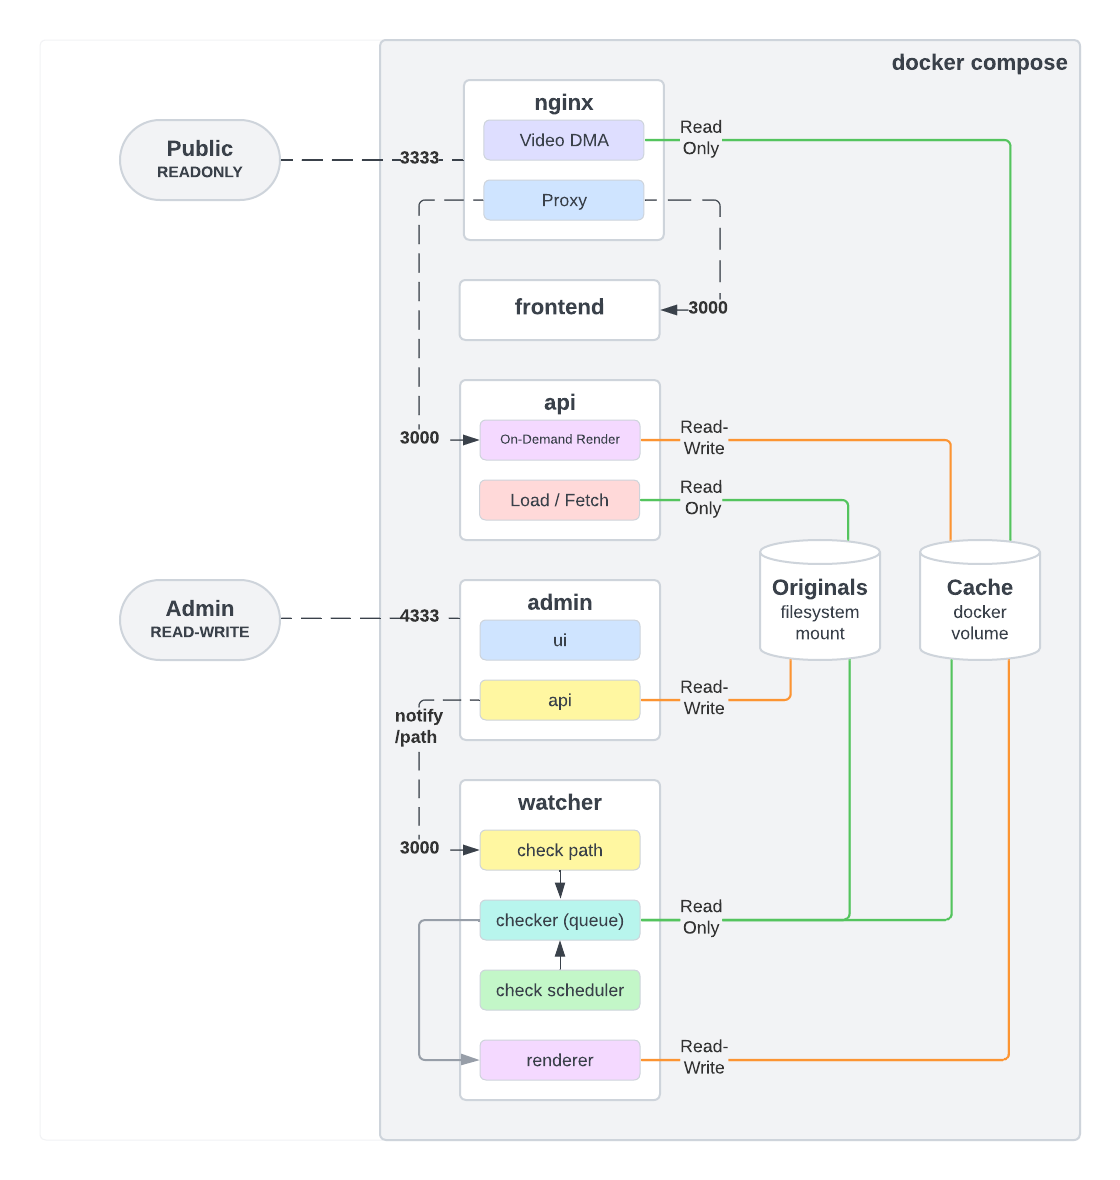 docker compose
nginx
Video DMA
Read
Only
Public
READONLY
3333
Proxy
frontend
3000
api
3000
On-Demand Render
Read-
Write
Load / Fetch
Read
Only
Originals
filesystem
mount
Cache
docker
volume
Admin
READ-WRITE
4333
admin
ui
api
Read-
Write
notify
/path
watcher
3000
check path
checker (queue)
Read
Only
check scheduler
renderer
Read-
Write